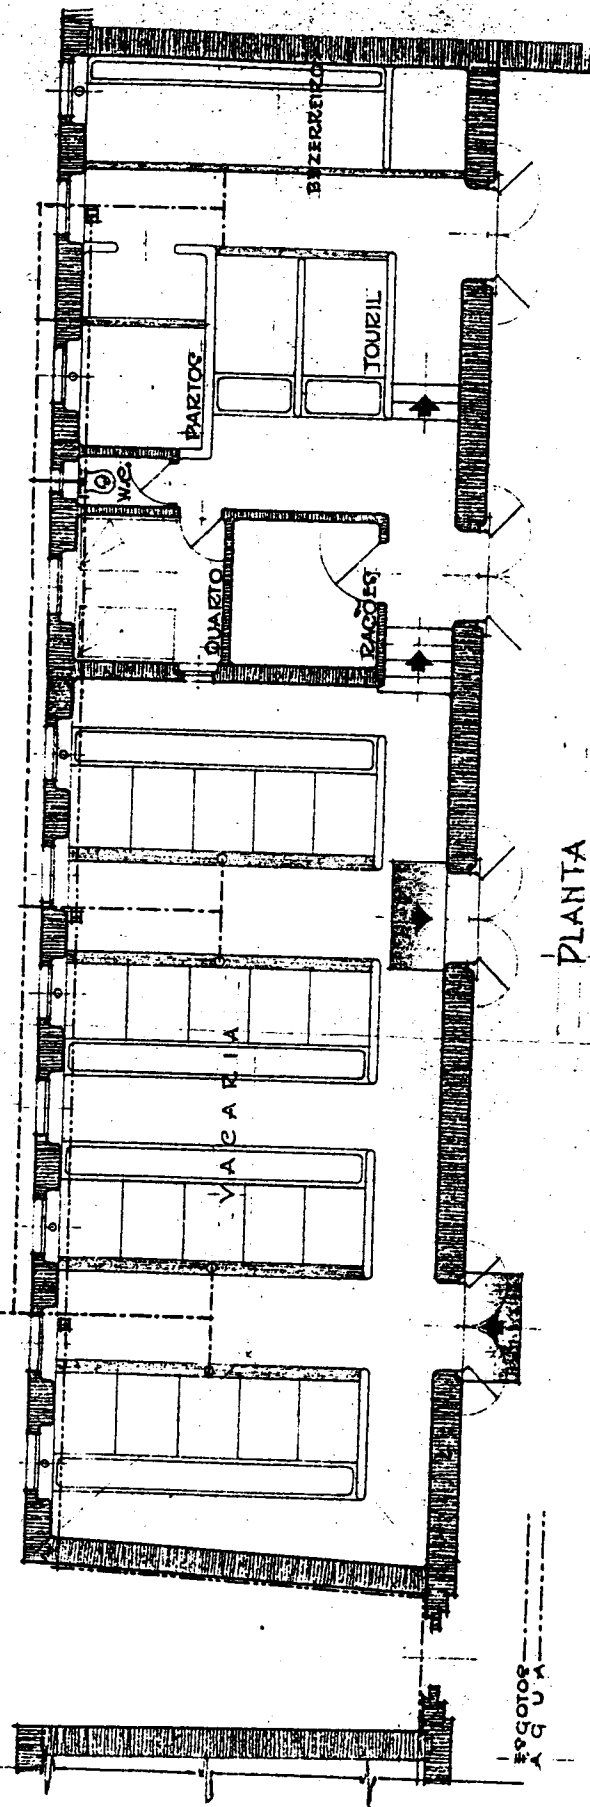 BEZERREIRO
TOURIL
PARTOS
W.C.
QUARTO
RAÇÕES
VACARIA
PLANTA
ESGOTOS
AGUA